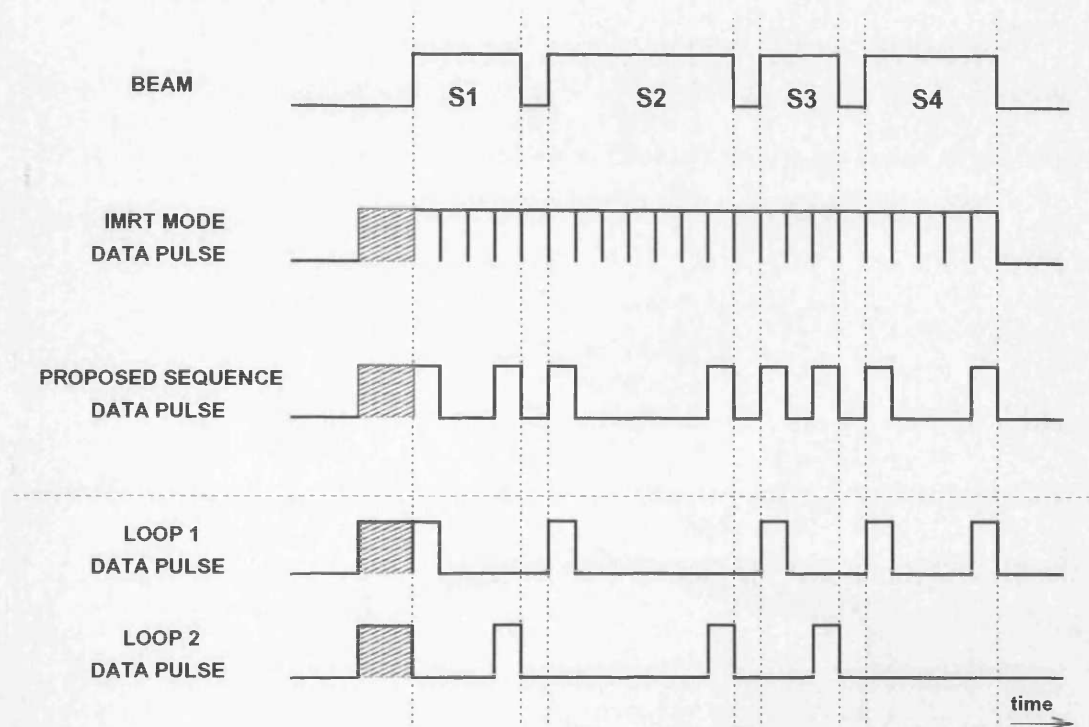 BEAM
S1
S2
S3
S4
IMRT MODE
DATA PULSE
PROPOSED SEQUENCE
DATA PULSE
LOOP 1
DATA PULSE
LOOP 2
DATA PULSE
time